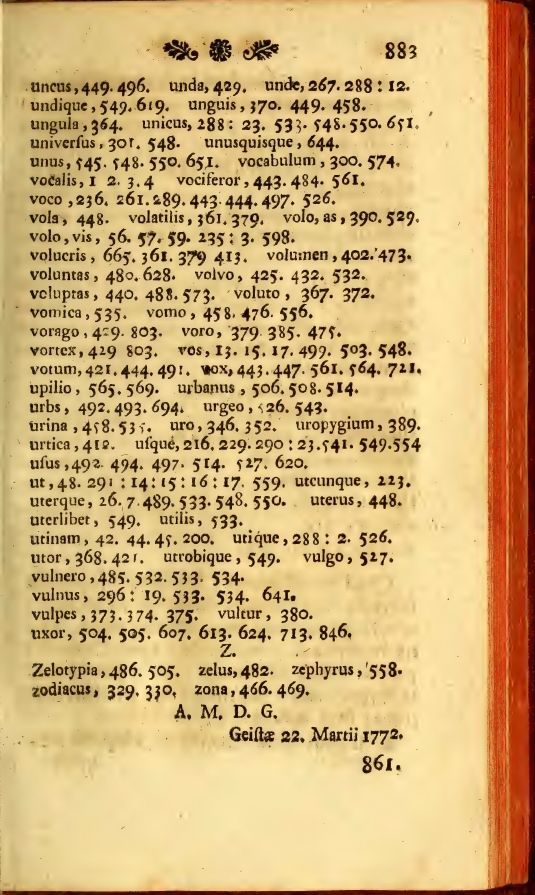 883
uncus, 449. 496. unda, 429. unde, 267. 288 : 12.
undique, 549. 619. unguis, 370. 449. 458.
ungula, 364. unicus, 288 : 23. 533. 548. 550. 651.
univerſus, 301. 548. unusquisque, 644.
unus, 545. 548. 550. 651. vocabulum, 300. 574.
vocalis, 1 2. 3. 4 vociferor, 443. 484. 561.
voco, 236. 261. 289. 443. 444. 497. 526.
vola, 448. volatilis, 361. 379. volo, as, 390. 529.
volo, vis, 56. 57. 59. 235 : 3. 598.
volucris, 665. 361. 379 413. volumen, 402. 473.
voluntas, 480. 628. volvo, 425. 432. 532.
voluptas, 440. 488. 573. voluto, 367. 372.
vomica, 535. vomo, 458. 476. 556.
vorago, 429. 803. voro, 379. 385. 475.
vortex, 429 803. vos, 13. 15. 17. 499. 503. 548.
votum, 421. 444. 491. vox, 443. 447. 561. 564. 721.
upilio, 565. 569. urbanus, 506. 508. 514.
urbs, 492. 493. 694. urgeo, 526. 543.
urina, 458. 535. uro, 346. 352. uropygium, 389.
urtica, 412. uſque, 216. 229. 290 : 23. 541. 549. 554
uſus, 492. 494. 497. 514. 527. 620.
ut, 48. 291 : 14 : 15 : 16 : 17. 559. utcunque, 223.
uterque, 26. 7. 489. 533. 548. 550. uterus, 448.
uterlibet, 549. utilis, 533.
utinam, 42. 44. 45. 200. utique, 288 : 2. 526.
utor, 368. 421. utrobique, 549. vulgo, 527.
vulnero, 485. 532. 533. 534.
vulnus, 296 : 19. 533. 534. 641.
vulpes, 373. 374. 375. vultur, 380.
uxor, 504. 505. 607. 613. 624. 713. 846.
Z.
Zelotypia, 486. 505. zelus, 482. zephyrus, 558.
zodiacus, 329. 330. zona, 466. 469.
A. M. D. G.
Geiſtæ 22. Martii 1772.
861.